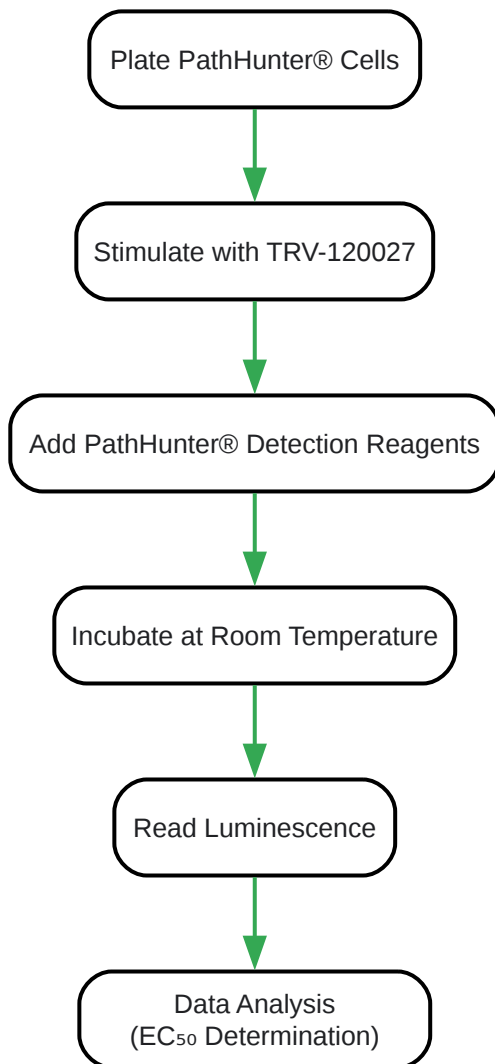 Plate PathHunter® Cells
Stimulate with TRV-120027
Add PathHunter® Detection Reagents
Incubate at Room Temperature
Read Luminescence
Data Analysis
(EC₅₀ Determination)